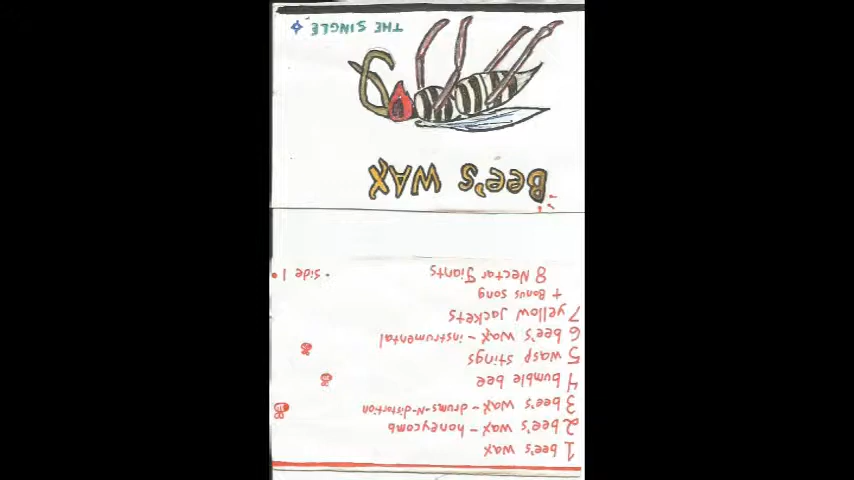 1 bee's wax
2 bee's wax - honeycomb
3 bee's wax - drums-N-distortion
4 bumble bee
5 wasp stings
6 bee's wax - instrumental
7 yellow jackets
+ Bonus song
8 Nectar Giants • Side 1 •
Bee's WAX
THE SINGLE